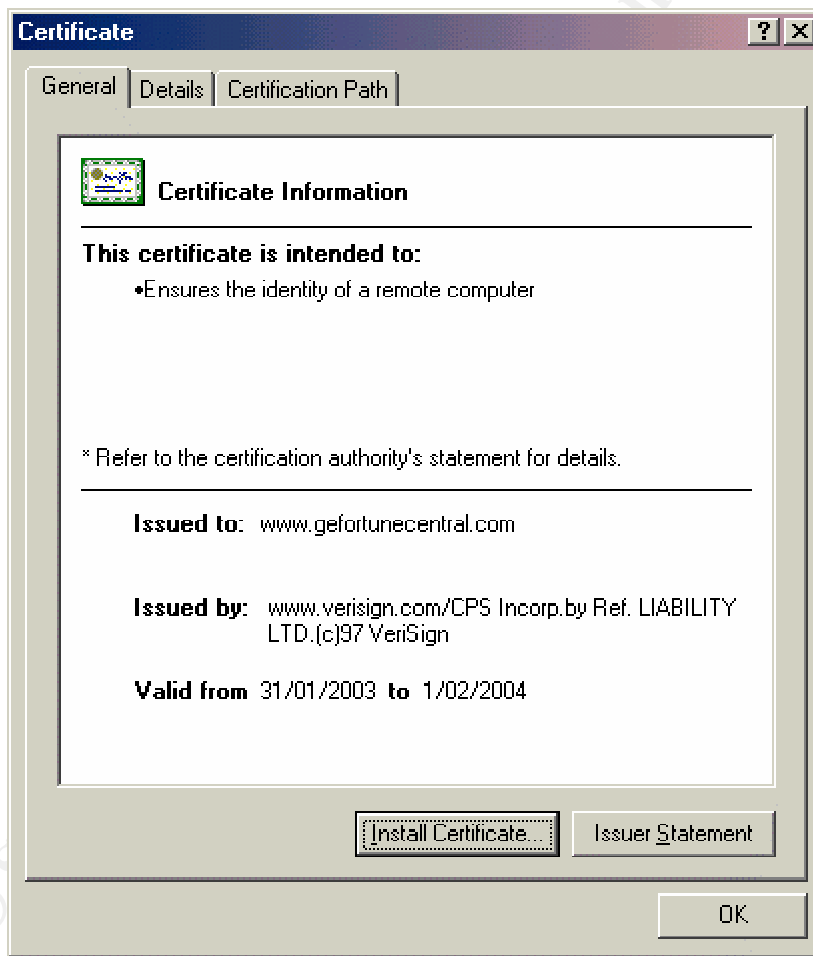 Certificate
General Details Certification Path
Certificate Information
This certificate is intended to:
•Ensures the identity of a remote computer
* Refer to the certification authority's statement for details.
Issued to: www.gefortunecentral.com
Issued by: www.verisign.com/CPS Incorp.by Ref. LIABILITY
LTD.(c)97 VeriSign
Valid from 31/01/2003 to 1/02/2004
Install Certificate... Issuer Statement
OK